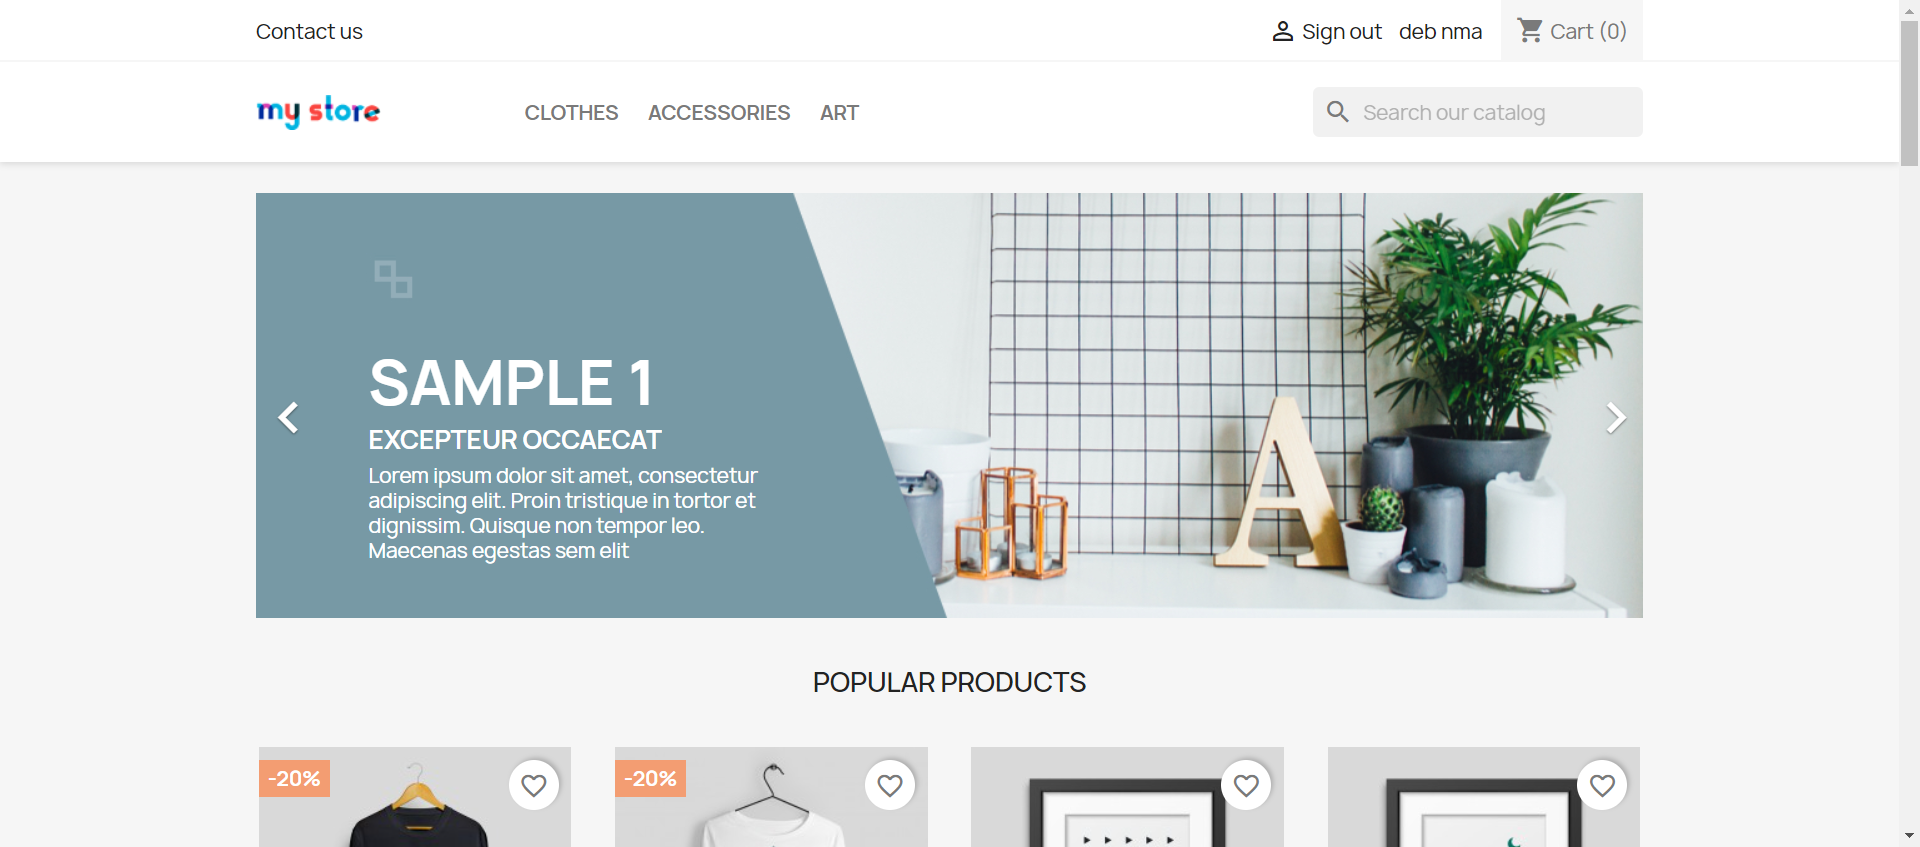 Contact us
Sign out deb nma Cart (0)
my store
CLOTHES ACCESSORIES ART
Search our catalog
SAMPLE 1
EXCEPTEUR OCCAECAT
Lorem ipsum dolor sit amet, consectetur
adipiscing elit. Proin tristique in tortor et
dignissim. Quisque non tempor leo.
Maecenas egestas sem elit
A
POPULAR PRODUCTS
-20%
-20%